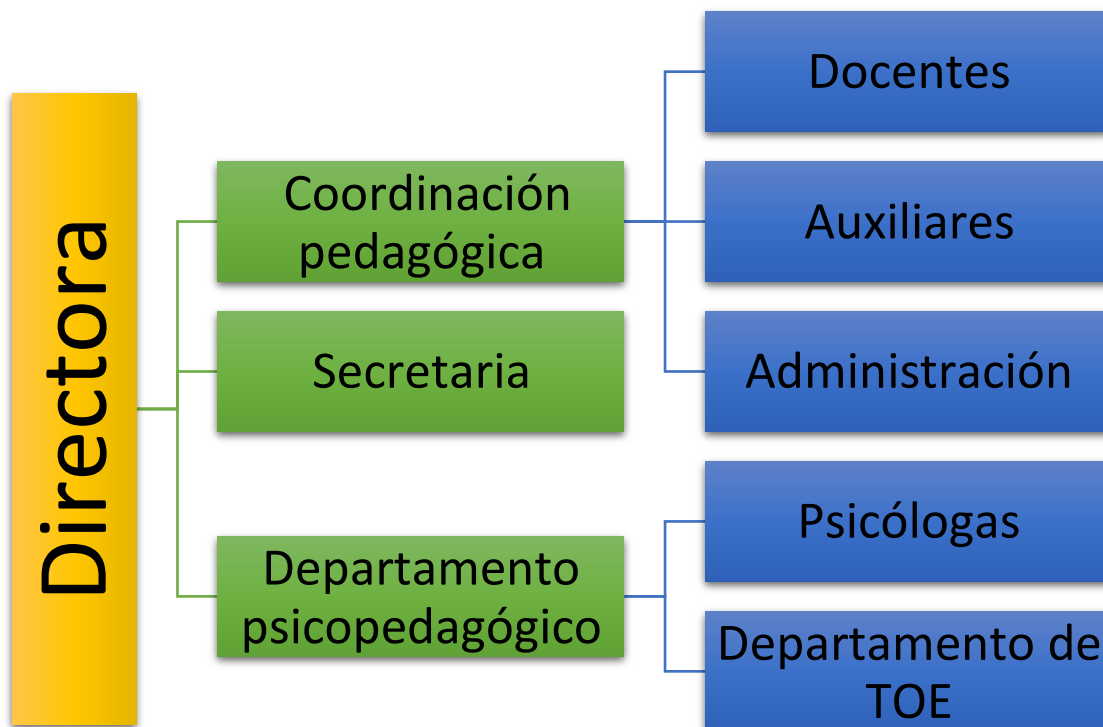 Directora
Coordinación
pedagógica
Secretaria
Departamento
psicopedagógico
Docentes
Auxiliares
Administración
Psicólogas
Departamento de
TOE